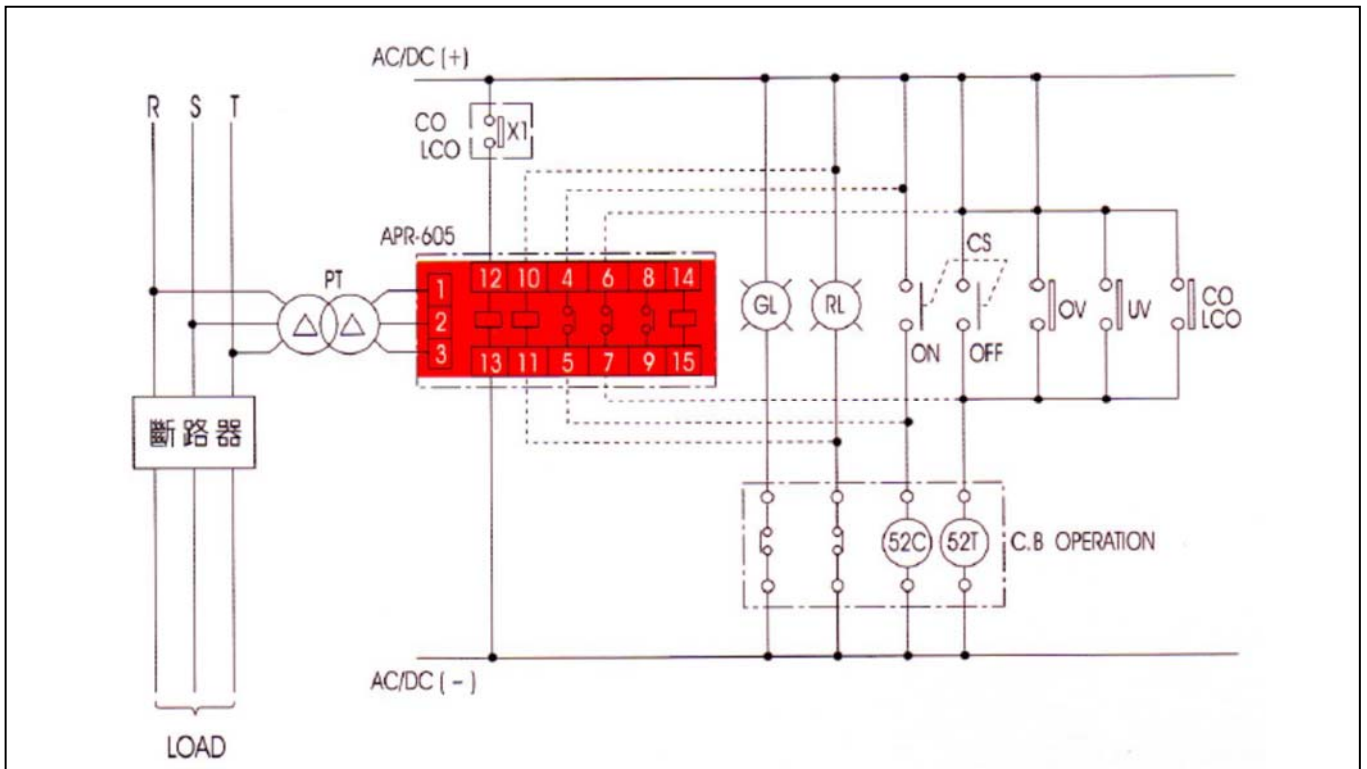 AC/DC (+)
R S T
CO
LCO
X1
APR-605
PT
CS
1
2
3
12 10 4 6 8 14
13 11 5 7 9 15
GL
RL
ON
OFF
OV
UV
CO
LCO
斷路器
52C
52T
C.B OPERATION
AC/DC ( - )
LOAD